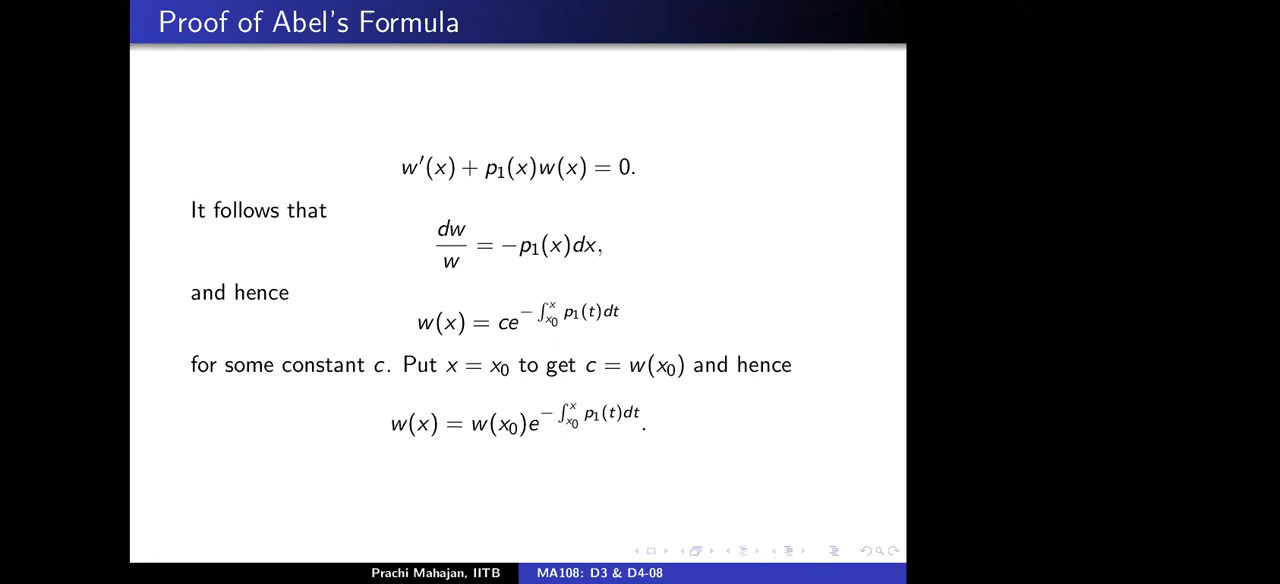 Proof of Abel's Formula
w′(x) + p₁(x)w(x) = 0.
It follows that
dw/w = −p₁(x)dx,
and hence
w(x) = ce^{−∫_{x₀}^{x} p₁(t)dt}
for some constant c. Put x = x₀ to get c = w(x₀) and hence
w(x) = w(x₀)e^{−∫_{x₀}^{x} p₁(t)dt}.
Prachi Mahajan, IITB MA108: D3 & D4-08